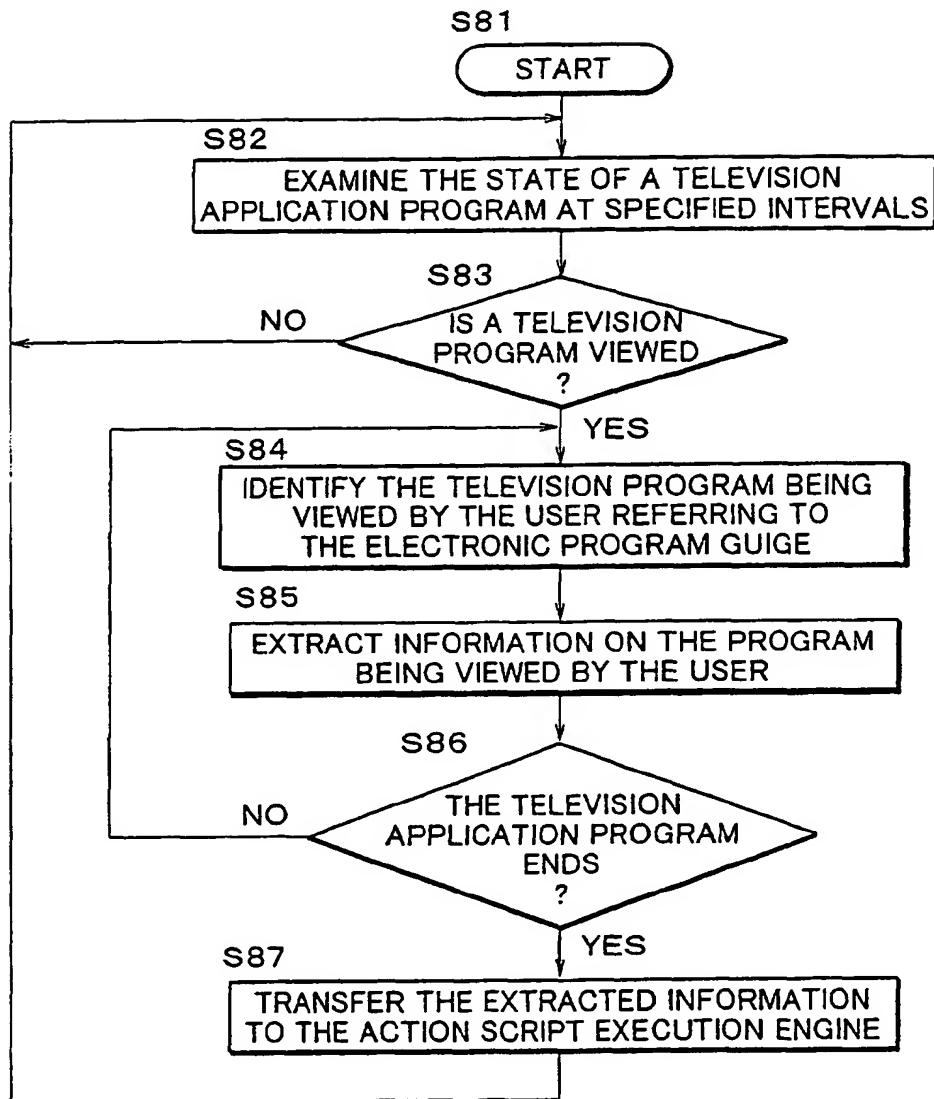 S81
START
S82
EXAMINE THE STATE OF A TELEVISION
APPLICATION PROGRAM AT SPECIFIED INTERVALS
S83
NO
IS A TELEVISION
PROGRAM VIEWED
?
YES
S84
IDENTIFY THE TELEVISION PROGRAM BEING
VIEWED BY THE USER REFERRING TO
THE ELECTRONIC PROGRAM GUIGE
S85
EXTRACT INFORMATION ON THE PROGRAM
BEING VIEWED BY THE USER
S86
NO
THE TELEVISION
APPLICATION PROGRAM
ENDS
?
YES
S87
TRANSFER THE EXTRACTED INFORMATION
TO THE ACTION SCRIPT EXECUTION ENGINE